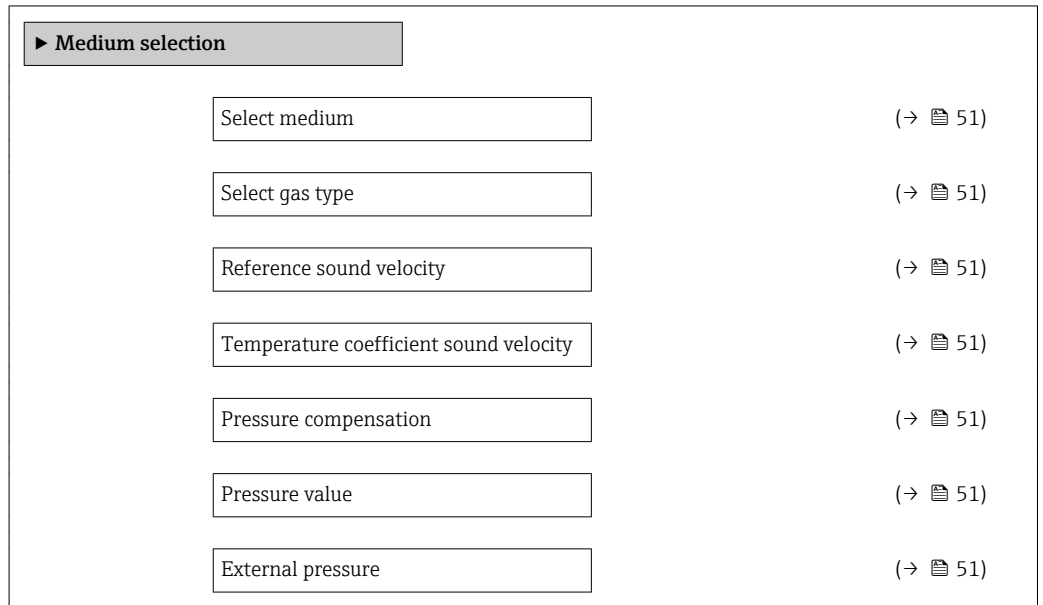 ▶ Medium selection
Select medium (→ 51)
Select gas type (→ 51)
Reference sound velocity (→ 51)
Temperature coefficient sound velocity (→ 51)
Pressure compensation (→ 51)
Pressure value (→ 51)
External pressure (→ 51)